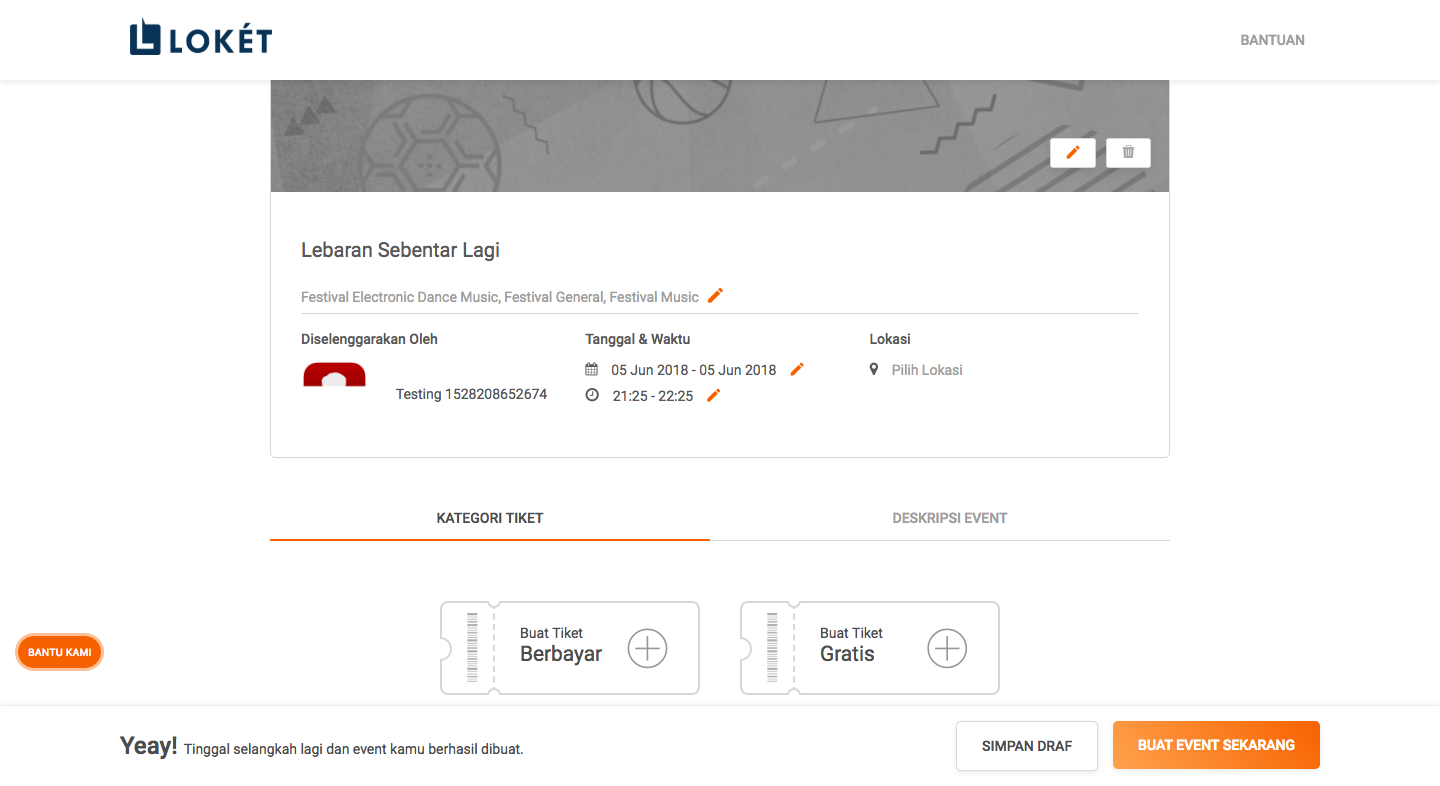 LOKÉT
BANTUAN
Lebaran Sebentar Lagi
Festival Electronic Dance Music, Festival General, Festival Music
Diselenggarakan Oleh
Testing 1528208652674
Tanggal & Waktu
05 Jun 2018 - 05 Jun 2018
21:25 - 22:25
Lokasi
Pilih Lokasi
KATEGORI TIKET
DESKRIPSI EVENT
Buat Tiket
Berbayar
Buat Tiket
Gratis
BANTU KAMI
Yeay! Tinggal selangkah lagi dan event kamu berhasil dibuat.
SIMPAN DRAF
BUAT EVENT SEKARANG